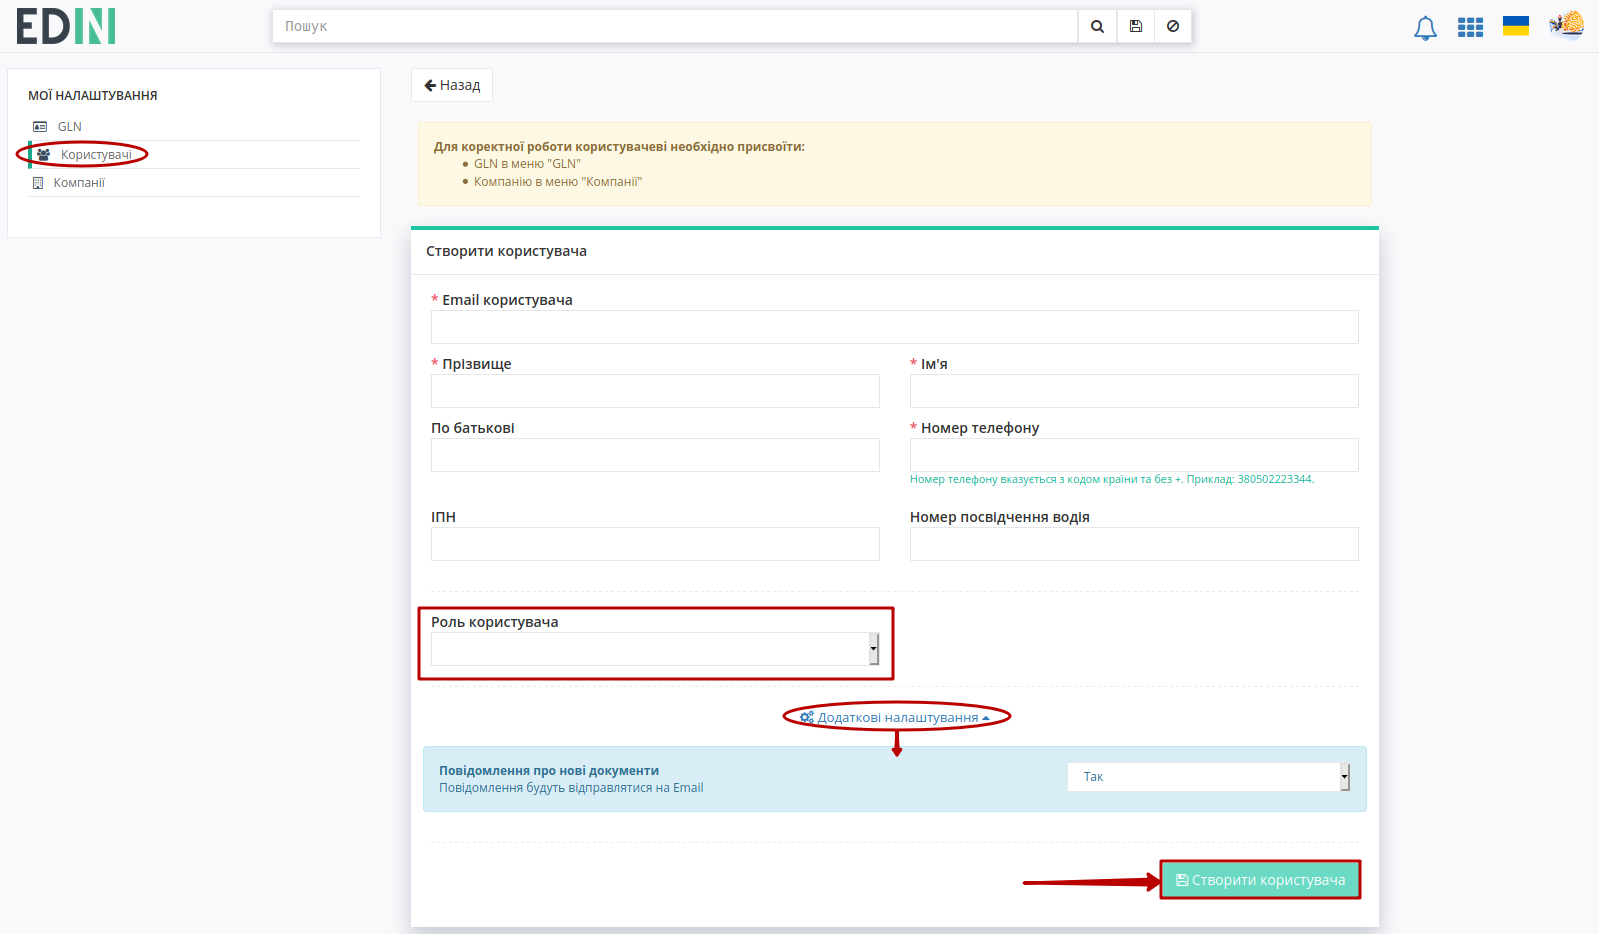 EDIN
Пошук
МОЇ НАЛАШТУВАННЯ
GLN
Користувачі
Компанії
Назад
Для коректної роботи користувачеві необхідно присвоїти:
GLN в меню "GLN"
Компанію в меню "Компанії"
Створити користувача
* Email користувача
* Прізвище
* Ім'я
По батькові
* Номер телефону
Номер телефону вказується з кодом країни та без +. Приклад: 380502223344.
ІПН
Номер посвідчення водія
Роль користувача
Додаткові налаштування
Повідомлення про нові документи
Повідомлення будуть відправлятися на Email
Так
Створити користувача